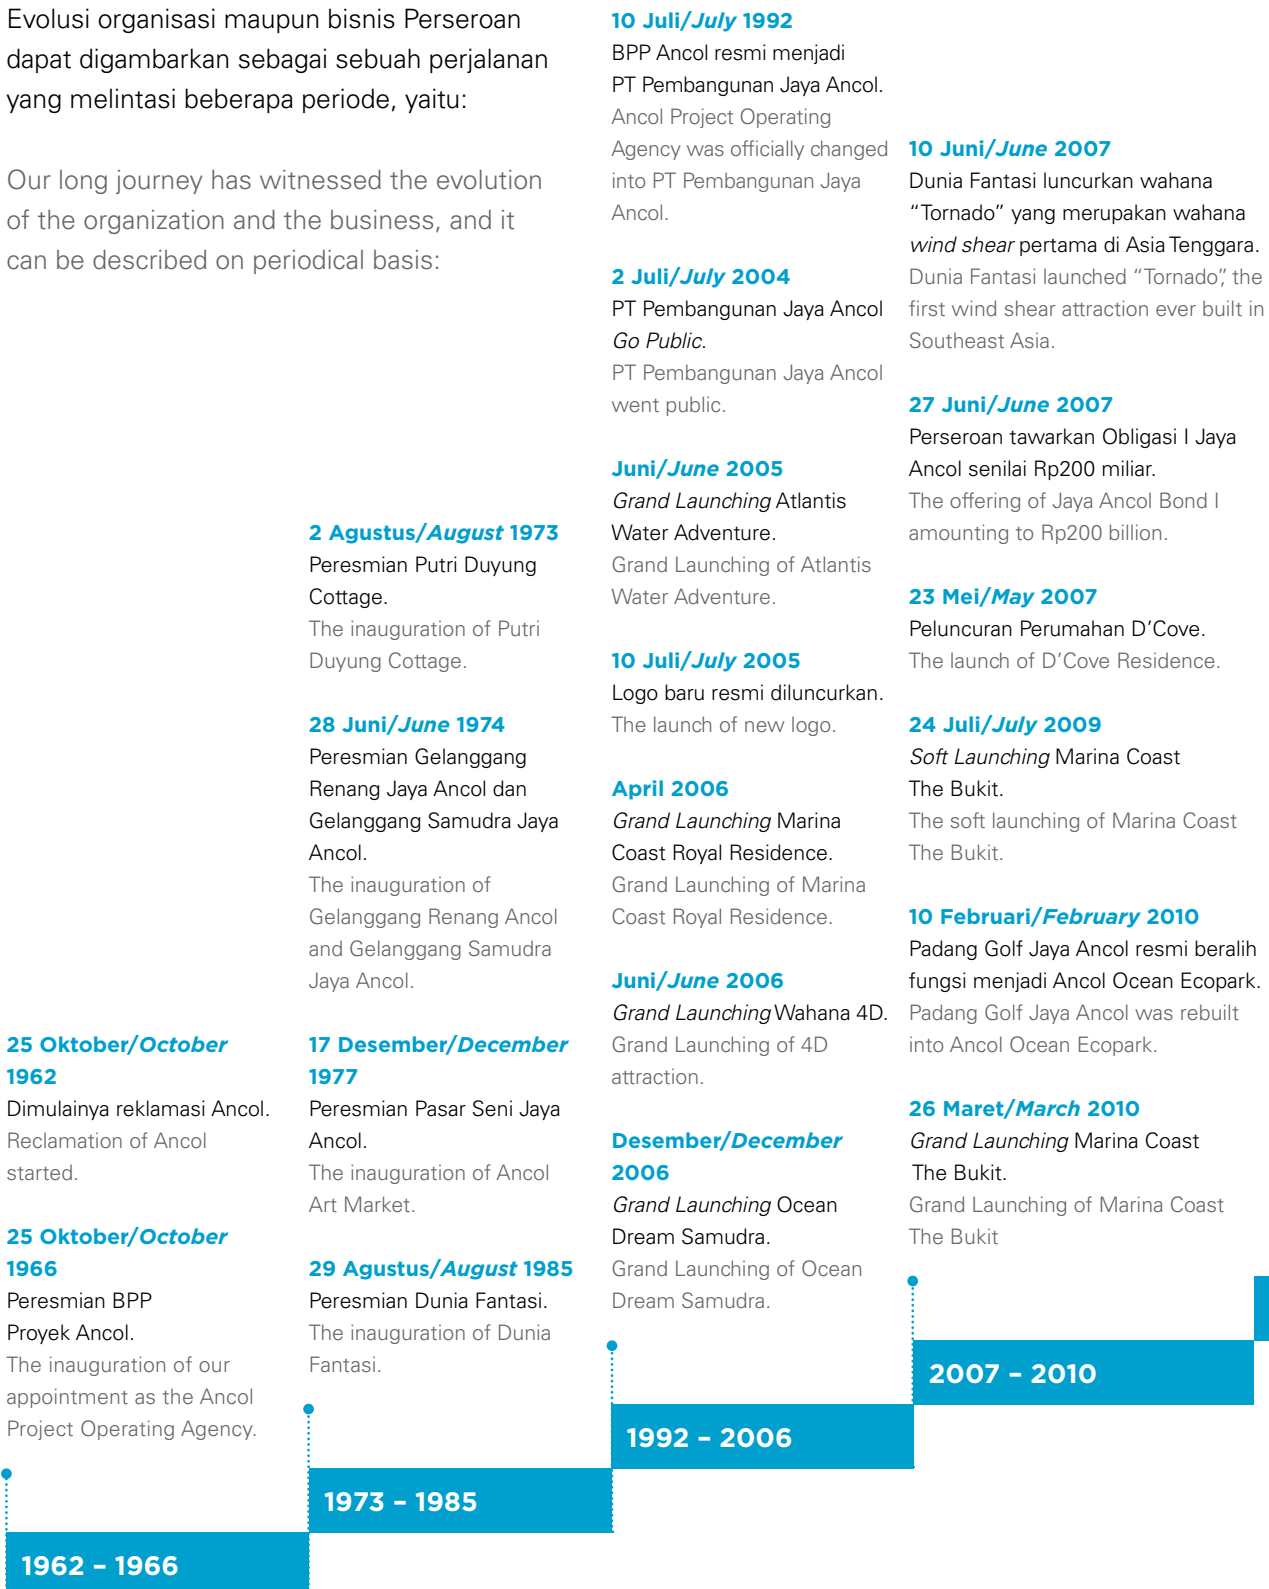 Evolusi organisasi maupun bisnis Perseroan
dapat digambarkan sebagai sebuah perjalanan
yang melintasi beberapa periode, yaitu:
Our long journey has witnessed the evolution
of the organization and the business, and it
can be described on periodical basis:
25 Oktober/October
1962
Dimulainya reklamasi Ancol.
Reclamation of Ancol
started.
25 Oktober/October
1966
Peresmian BPP
Proyek Ancol.
The inauguration of our
appointment as the Ancol
Project Operating Agency.
1962 – 1966
2 Agustus/August 1973
Peresmian Putri Duyung
Cottage.
The inauguration of Putri
Duyung Cottage.
28 Juni/June 1974
Peresmian Gelanggang
Renang Jaya Ancol dan
Gelanggang Samudra Jaya
Ancol.
The inauguration of
Gelanggang Renang Ancol
and Gelanggang Samudra
Jaya Ancol.
17 Desember/December
1977
Peresmian Pasar Seni Jaya
Ancol.
The inauguration of Ancol
Art Market.
29 Agustus/August 1985
Peresmian Dunia Fantasi.
The inauguration of Dunia
Fantasi.
1973 – 1985
10 Juli/July 1992
BPP Ancol resmi menjadi
PT Pembangunan Jaya Ancol.
Ancol Project Operating
Agency was officially changed
into PT Pembangunan Jaya
Ancol.
2 Juli/July 2004
PT Pembangunan Jaya Ancol
Go Public.
PT Pembangunan Jaya Ancol
went public.
Juni/June 2005
Grand Launching Atlantis
Water Adventure.
Grand Launching of Atlantis
Water Adventure.
10 Juli/July 2005
Logo baru resmi diluncurkan.
The launch of new logo.
April 2006
Grand Launching Marina
Coast Royal Residence.
Grand Launching of Marina
Coast Royal Residence.
Juni/June 2006
Grand Launching Wahana 4D.
Grand Launching of 4D
attraction.
Desember/December
2006
Grand Launching Ocean
Dream Samudra.
Grand Launching of Ocean
Dream Samudra.
1992 – 2006
10 Juni/June 2007
Dunia Fantasi luncurkan wahana
“Tornado” yang merupakan wahana
wind shear pertama di Asia Tenggara.
Dunia Fantasi launched “Tornado”, the
first wind shear attraction ever built in
Southeast Asia.
27 Juni/June 2007
Perseroan tawarkan Obligasi I Jaya
Ancol senilai Rp200 miliar.
The offering of Jaya Ancol Bond I
amounting to Rp200 billion.
23 Mei/May 2007
Peluncuran Perumahan D’Cove.
The launch of D’Cove Residence.
24 Juli/July 2009
Soft Launching Marina Coast
The Bukit.
The soft launching of Marina Coast
The Bukit.
10 Februari/February 2010
Padang Golf Jaya Ancol resmi beralih
fungsi menjadi Ancol Ocean Ecopark.
Padang Golf Jaya Ancol was rebuilt
into Ancol Ocean Ecopark.
26 Maret/March 2010
Grand Launching Marina Coast
The Bukit.
Grand Launching of Marina Coast
The Bukit
2007 – 2010